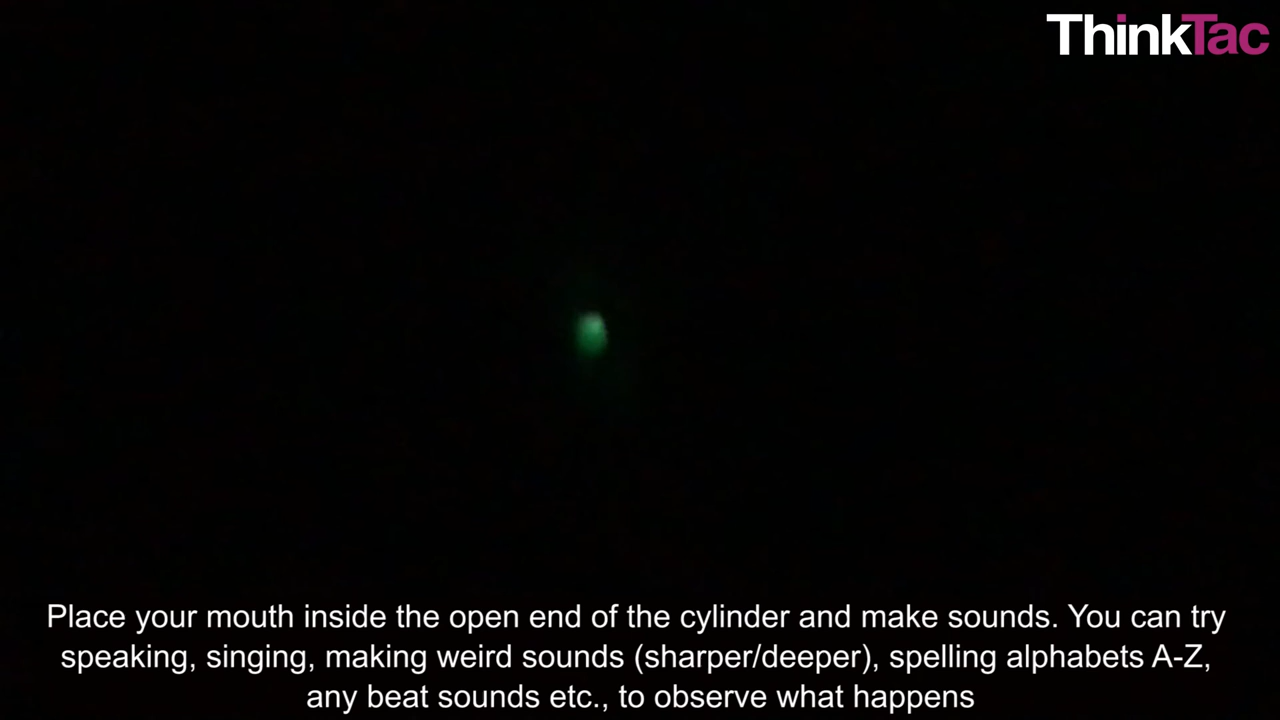 ThinkTac
Place your mouth inside the open end of the cylinder and make sounds. You can try
speaking, singing, making weird sounds (sharper/deeper), spelling alphabets A-Z,
any beat sounds etc., to observe what happens